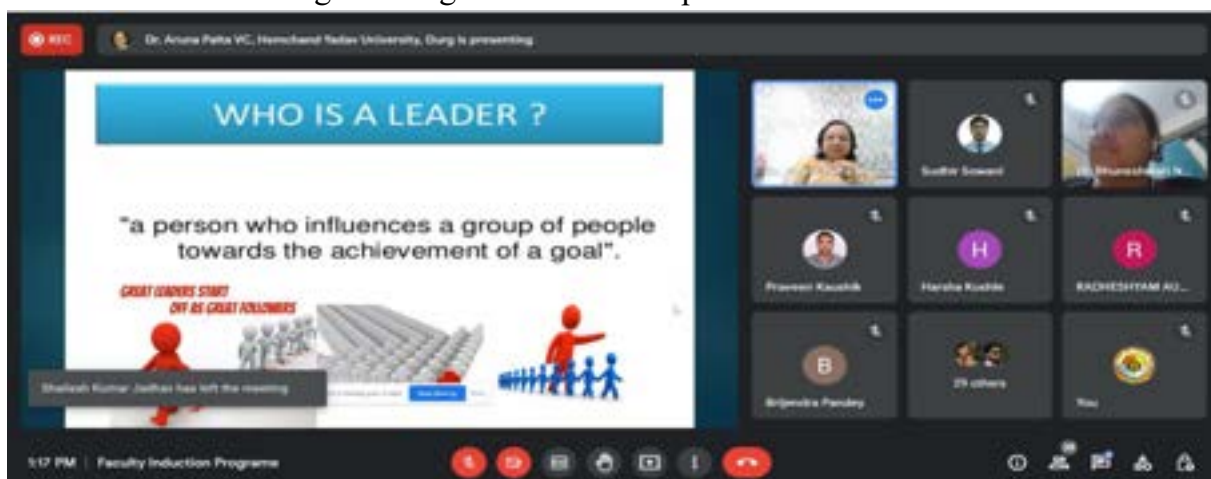 REC
Dr. Aruna Palta VC, Hemchand Yadav University, Durg is presenting
WHO IS A LEADER ?
"a person who influences a group of people
towards the achievement of a goal".
GREAT LEADERS START
OFF AS GREAT FOLLOWERS
Shailesh Kumar Jadhav has left the meeting
Sudhir Sowani
Praveen Kaushik
Harsha Kushle
H
RADHESHYAM AU...
R
Brijendra Pandey
B
29 others
You
1:17 PM | Faculty Induction Programe